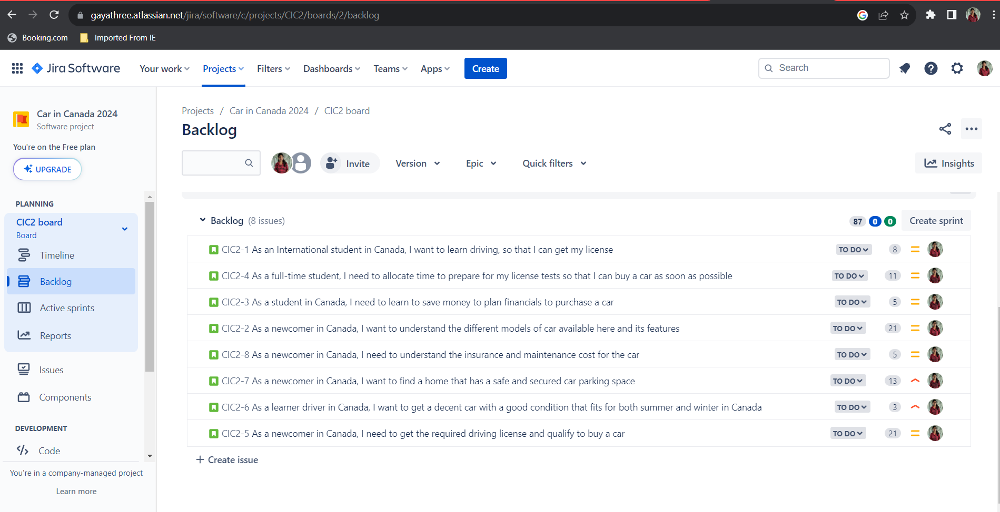 gayathree.atlassian.net/jira/software/c/projects/CIC2/boards/2/backlog
Booking.com Imported From IE
Jira Software Your work Projects Filters Dashboards Teams Apps Create Search
Car in Canada 2024
Software project
You're on the Free plan
UPGRADE
PLANNING
CIC2 board
Board
Timeline
Backlog
Active sprints
Reports
Issues
Components
DEVELOPMENT
Code
You're in a company-managed project
Learn more
Projects / Car in Canada 2024 / CIC2 board
Backlog
Invite Version Epic Quick filters Insights
Backlog (8 issues) 87 0 0 Create sprint
CIC2-1 As an International student in Canada, I want to learn driving, so that I can get my license TO DO 8
CIC2-4 As a full-time student, I need to allocate time to prepare for my license tests so that I can buy a car as soon as possible TO DO 11
CIC2-3 As a student in Canada, I need to learn to save money to plan financials to purchase a car TO DO 5
CIC2-2 As a newcomer in Canada, I want to understand the different models of car available here and its features TO DO 21
CIC2-8 As a newcomer in Canada, I need to understand the insurance and maintenance cost for the car TO DO 5
CIC2-7 As a newcomer in Canada, I want to find a home that has a safe and secured car parking space TO DO 13
CIC2-6 As a learner driver in Canada, I want to get a decent car with a good condition that fits for both summer and winter in Canada TO DO 3
CIC2-5 As a newcomer in Canada, I need to get the required driving license and qualify to buy a car TO DO 21
+ Create issue